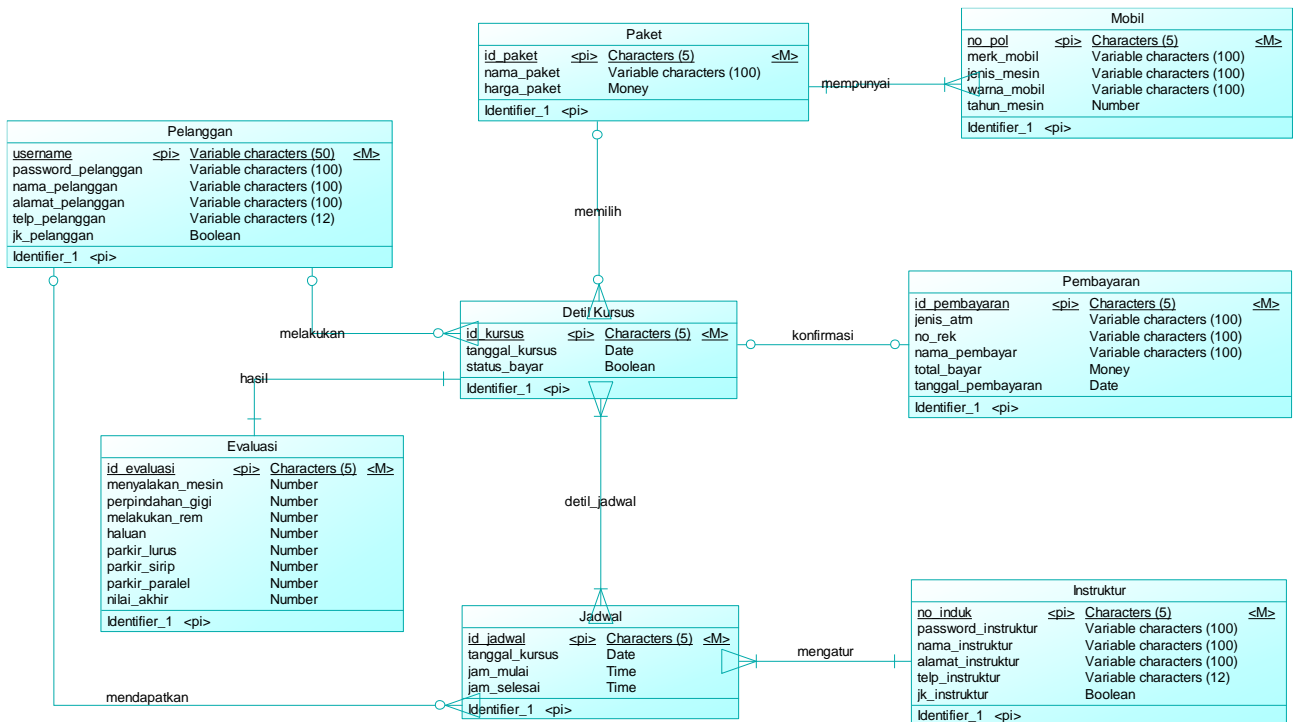 Paket
id_paket <pi> Characters (5) <M>
nama_paket Variable characters (100)
harga_paket Money
Identifier_1 <pi>
mempunyai
Mobil
no_pol <pi> Characters (5) <M>
merk_mobil Variable characters (100)
jenis_mesin Variable characters (100)
warna_mobil Variable characters (100)
tahun_mesin Number
Identifier_1 <pi>
Pelanggan
username <pi> Variable characters (50) <M>
password_pelanggan Variable characters (100)
nama_pelanggan Variable characters (100)
alamat_pelanggan Variable characters (100)
telp_pelanggan Variable characters (12)
jk_pelanggan Boolean
Identifier_1 <pi>
memilih
melakukan
Detil Kursus
id_kursus <pi> Characters (5) <M>
tanggal_kursus Date
status_bayar Boolean
Identifier_1 <pi>
konfirmasi
Pembayaran
id_pembayaran <pi> Characters (5) <M>
jenis_atm Variable characters (100)
no_rek Variable characters (100)
nama_pembayar Variable characters (100)
total_bayar Money
tanggal_pembayaran Date
Identifier_1 <pi>
hasil
Evaluasi
id_evaluasi <pi> Characters (5) <M>
menyalakan_mesin Number
perpindahan_gigi Number
melakukan_rem Number
haluan Number
parkir_lurus Number
parkir_sirip Number
parkir_paralel Number
nilai_akhir Number
Identifier_1 <pi>
detil_jadwal
Jadwal
id_jadwal <pi> Characters (5) <M>
tanggal_kursus Date
jam_mulai Time
jam_selesai Time
Identifier_1 <pi>
mengatur
Instruktur
no_induk <pi> Characters (5) <M>
password_instruktur Variable characters (100)
nama_instruktur Variable characters (100)
alamat_instruktur Variable characters (100)
telp_instruktur Variable characters (12)
jk_instruktur Boolean
Identifier_1 <pi>
mendapatkan